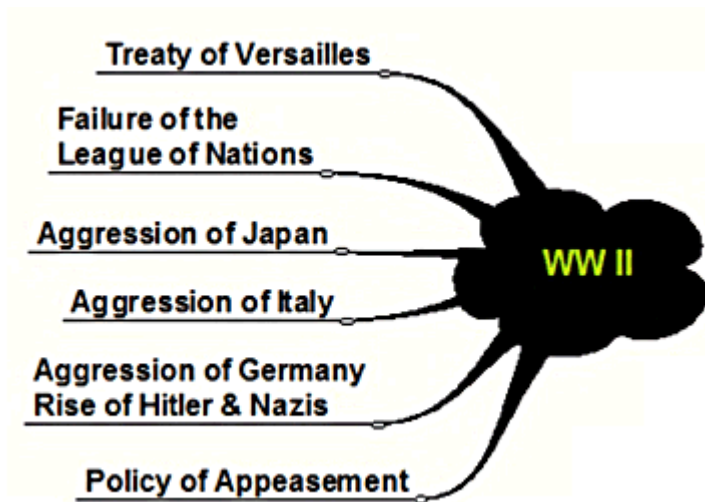 Treaty of Versailles
Failure of the
League of Nations
Aggression of Japan
WW II
Aggression of Italy
Aggression of Germany
Rise of Hitler & Nazis
Policy of Appeasement